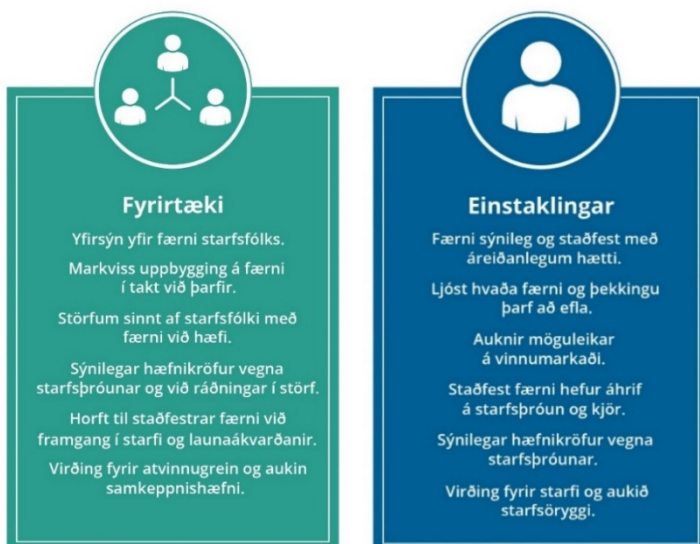 Fyrirtæki
Yfirsýn yfir færni starfsfólks.
Markviss uppbygging á færni
í takt við þarfir.
Störfum sinnt af starfsfólki með
færni við hæfi.
Sýnilegar hæfnikröfur vegna
starfsþróunar og við ráðningar í störf.
Horft til staðfestrar færni við
framgang í starfi og launaákvarðanir.
Virðing fyrir atvinnugrein og aukin
samkeppnishæfni.
Einstaklingar
Færni sýnileg og staðfest með
áreiðanlegum hætti.
Ljóst hvaða færni og þekkingu
þarf að efla.
Auknir möguleikar
á vinnumarkaði.
Staðfest færni hefur áhrif
á starfsþróun og kjör.
Sýnilegar hæfnikröfur vegna
starfsþróunar.
Virðing fyrir starfi og aukið
starfsöryggi.